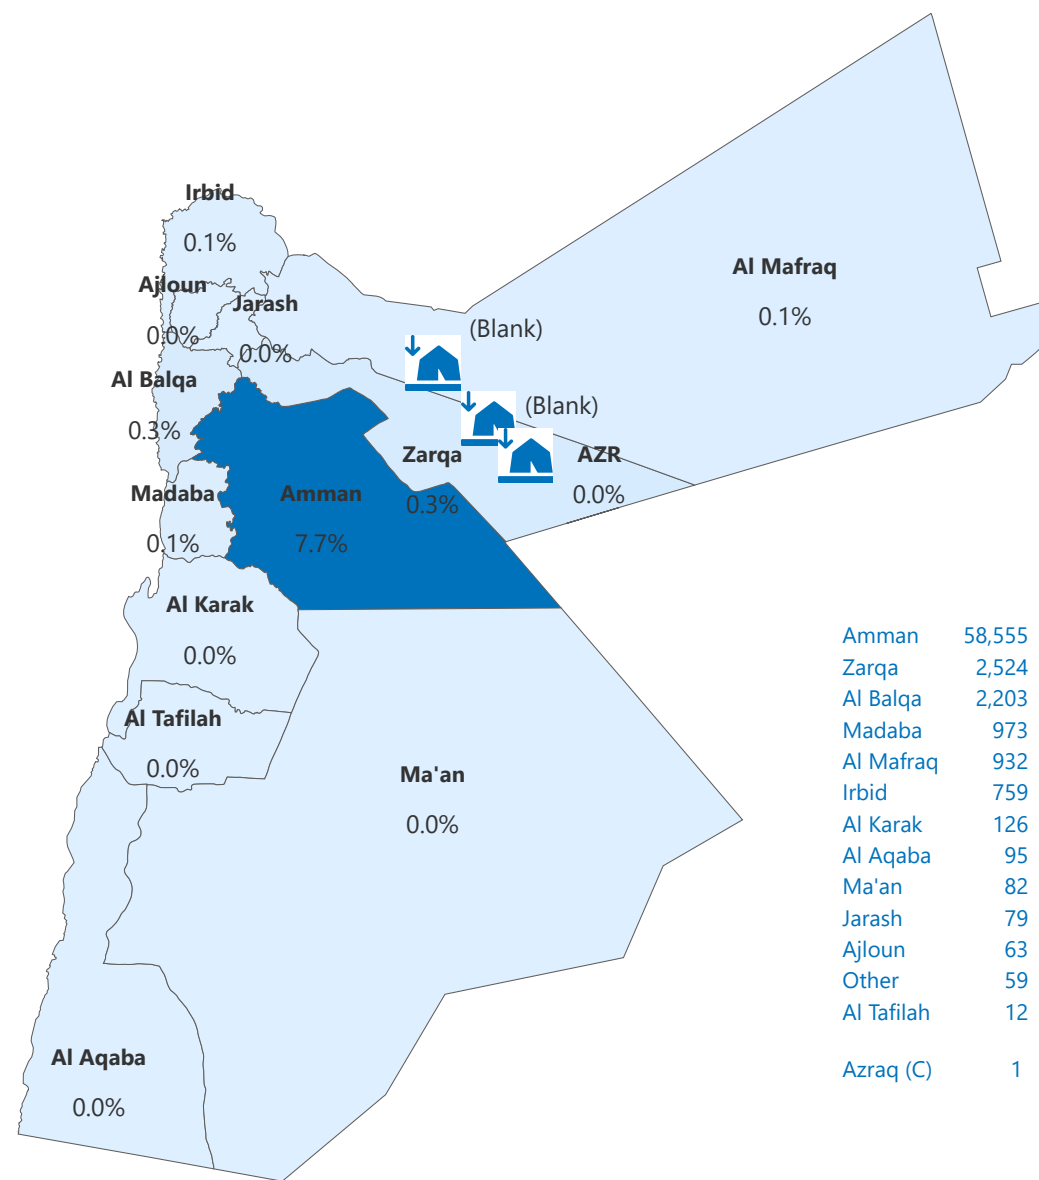 Irbid
0.1%
Al Mafraq
0.1%
Ajloun
0.0%
Jarash
0.0%
(Blank)
Al Balqa
0.3%
(Blank)
Zarqa
0.3%
AZR
0.0%
Madaba
0.1%
Amman
7.7%
Al Karak
0.0%
Al Tafilah
0.0%
Ma'an
0.0%
Al Aqaba
0.0%
Amman 58,555
Zarqa 2,524
Al Balqa 2,203
Madaba 973
Al Mafraq 932
Irbid 759
Al Karak 126
Al Aqaba 95
Ma'an 82
Jarash 79
Ajloun 63
Other 59
Al Tafilah 12
Azraq (C) 1